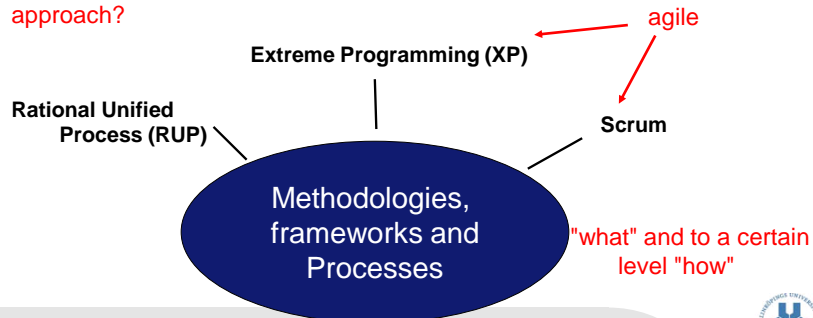 approach?
agile
Extreme Programming (XP)
Rational Unified
Process (RUP)
Scrum
Methodologies,
frameworks and
Processes
"what" and to a certain
level "how"